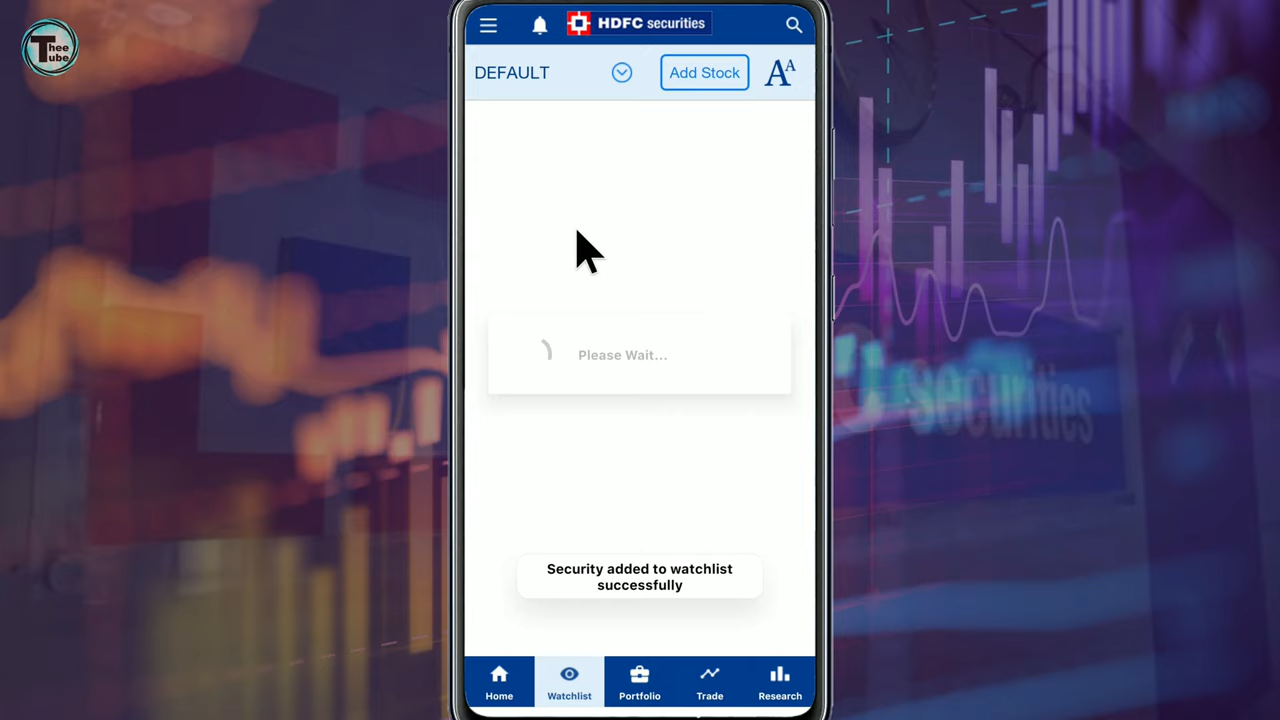 Thee
Tube
HDFC securities
DEFAULT
Add Stock
AA
Please Wait...
Security added to watchlist
successfully
securities
Home
Watchlist
Portfolio
Trade
Research